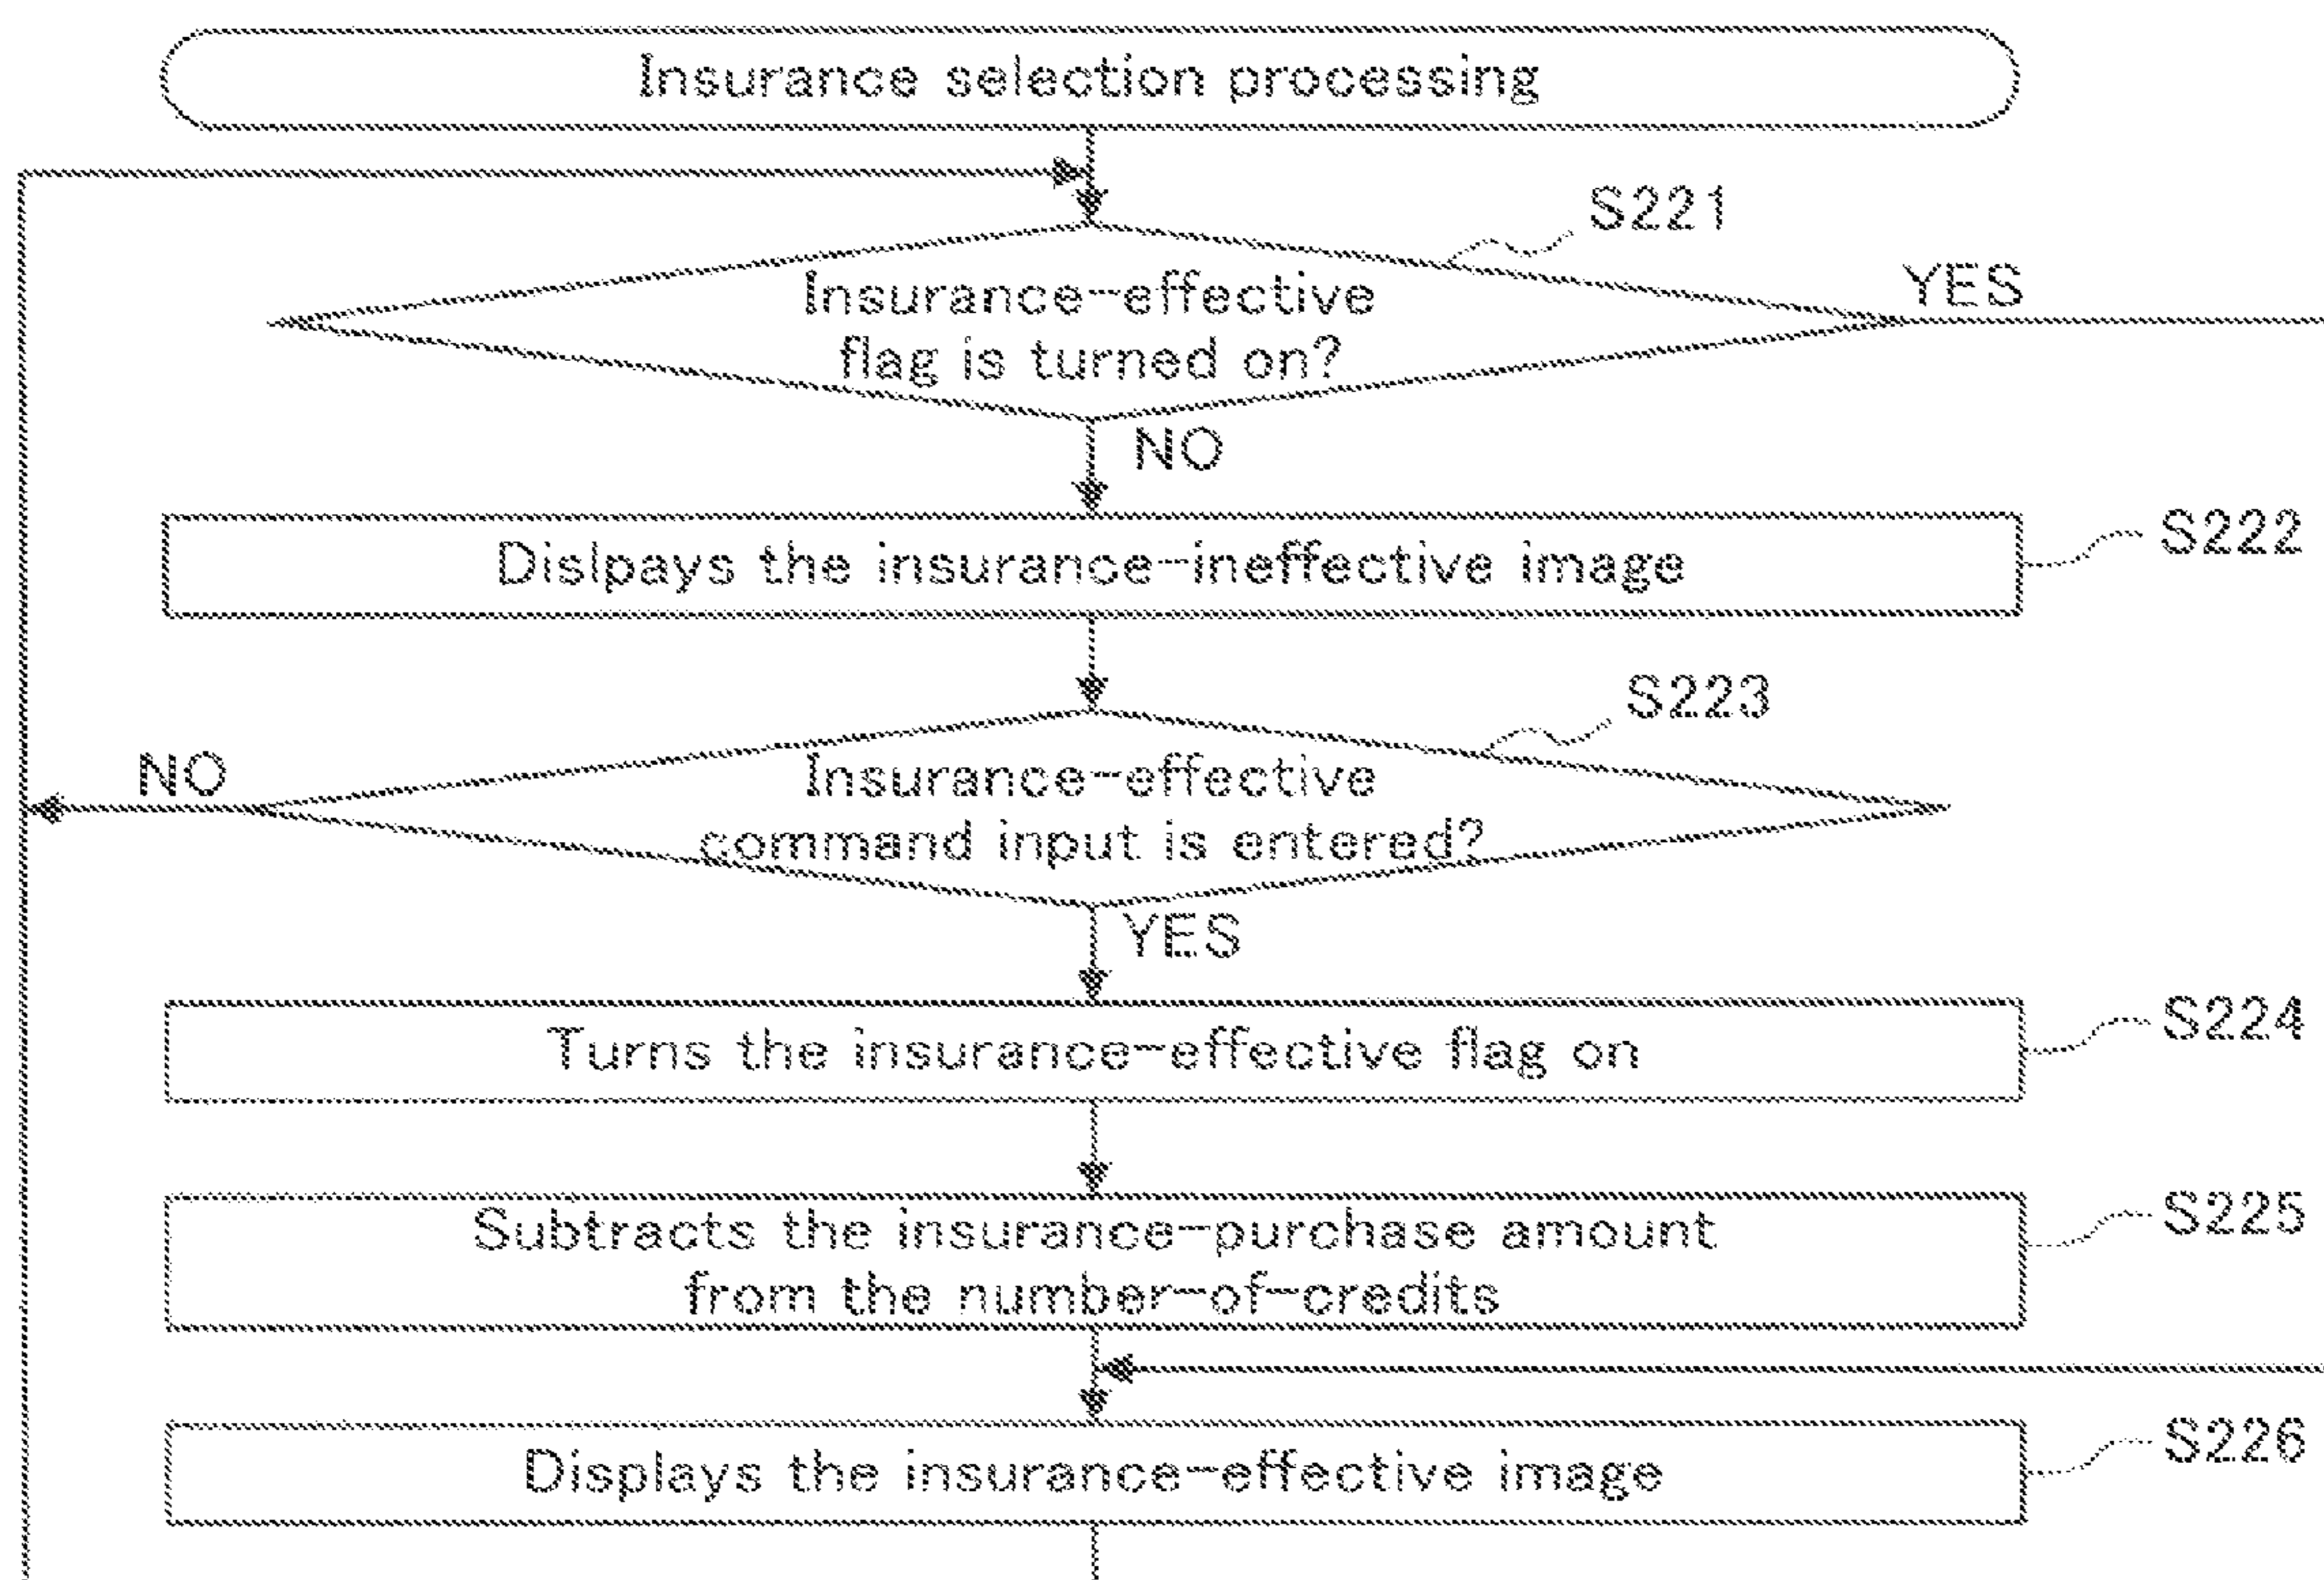 Insurance selection processing
S221
Insurance-effective
flag is turned on?
YES
NO
Dislpays the insurance-ineffective image
S222
S223
Insurance-effective
command input is entered?
NO
YES
Turns the insurance-effective flag on
S224
Subtracts the insurance-purchase amount
from the number-of-credits
S225
Displays the insurance-effective image
S226